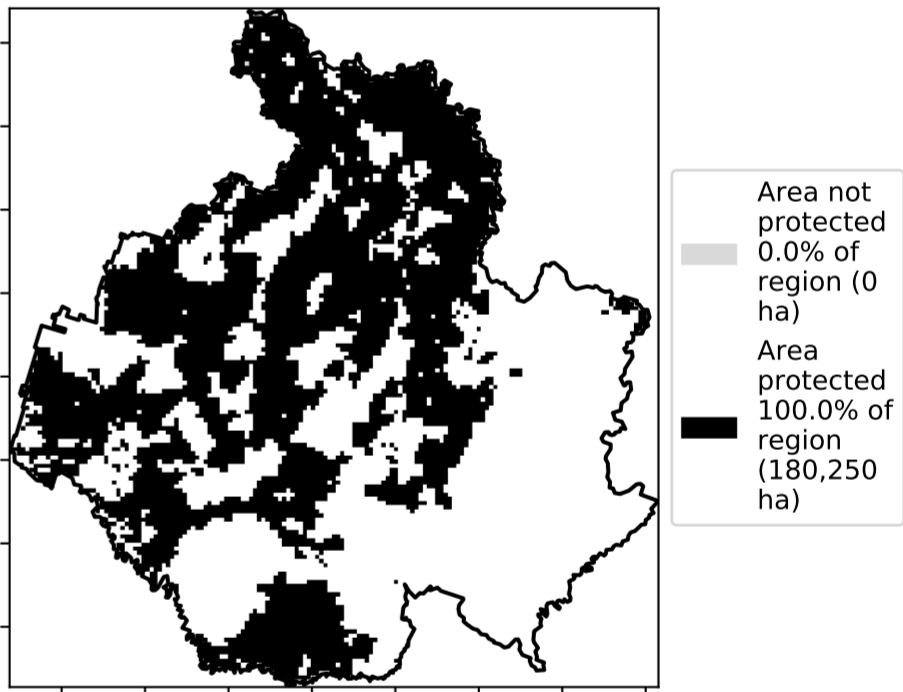 Area not
protected
0.0% of
region (0
ha)
Area
protected
100.0% of
region
(180,250
ha)